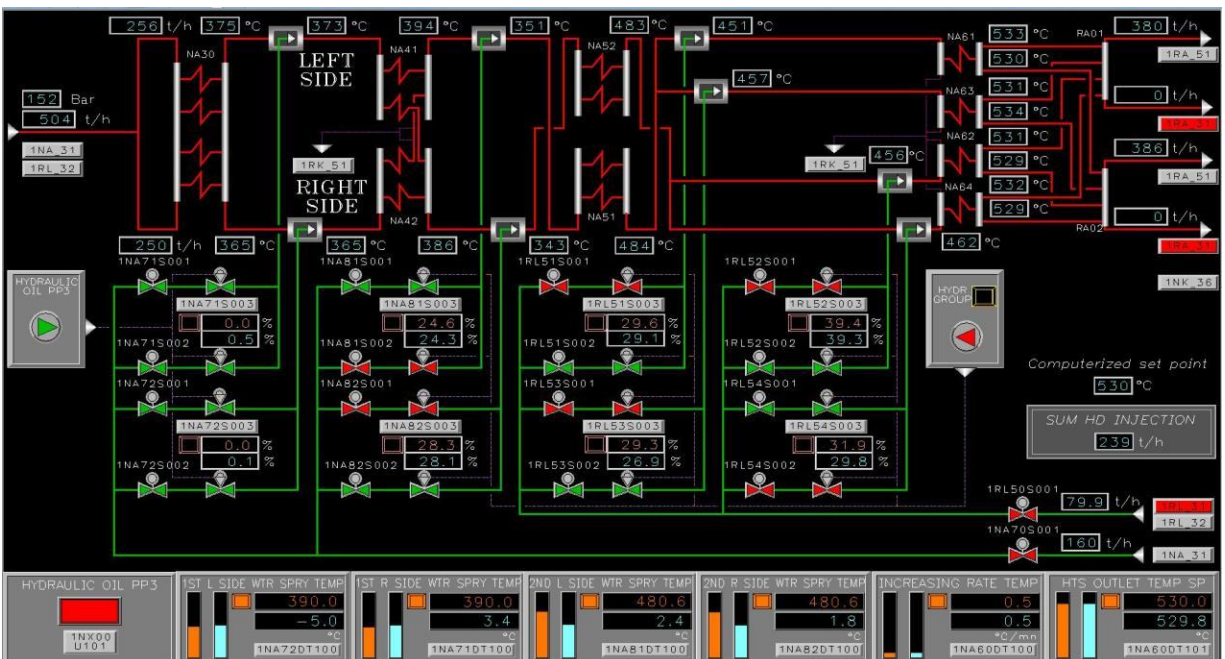 256 t/h 375 °C 373 °C 394 °C 351 °C 483 °C 451 °C 533 °C 380 t/h
NA30 NA41 NA52 NA61 RA01
LEFT SIDE 530 °C 1RA_51
152 Bar 457 °C 531 °C 0 t/h
504 t/h NA63 534 °C 1RA_31
1NA_31 NA62 531 °C 386 t/h
1RL_32 1RK_51 1RK_51 456 °C 529 °C 1RA_51
RIGHT SIDE NA64 532 °C
NA42 NA51 529 °C 0 t/h
RA02
250 t/h 365 °C 365 °C 386 °C 343 °C 484 °C 462 °C 1RA_31
1NA71S001 1NA81S001 1RL51S001 1RL52S001
HYDRAULIC OIL PP3 HYDR GROUP 1NK_36
1NA71S003 1NA81S003 1RL51S003 1RL52S003
0.0 % 24.6 % 29.6 % 39.4 %
0.5 % 24.3 % 29.1 % 39.3 %
1NA71S002 1NA81S002 1RL51S002 1RL52S002
Computerized set point
530 °C
1NA72S001 1NA82S001 1RL53S001 1RL54S001
1NA72S003 1NA82S003 1RL53S003 1RL54S003
SUM HD INJECTION
239 t/h
0.0 % 28.3 % 29.3 % 31.9 %
0.1 % 28.1 % 26.9 % 29.8 %
1NA72S002 1NA82S002 1RL53S002 1RL54S002
1RL50S001 79.9 t/h 1RL_31
1RL_32
1NA70S001 160 t/h 1NA_31
HYDRAULIC OIL PP3
1NX00
U101
1ST L SIDE WTR SPRY TEMP
390.0
-5.0
°C
1NA72DT100
1ST R SIDE WTR SPRY TEMP
390.0
3.4
°C
1NA71DT100
2ND L SIDE WTR SPRY TEMP
480.6
2.4
°C
1NA81DT100
2ND R SIDE WTR SPRY TEMP
480.6
1.8
°C
1NA82DT100
INCREASING RATE TEMP
0.5
0.5
°C/mn
1NA60DT100
HTS OUTLET TEMP SP
530.0
529.8
°C
1NA60DT101